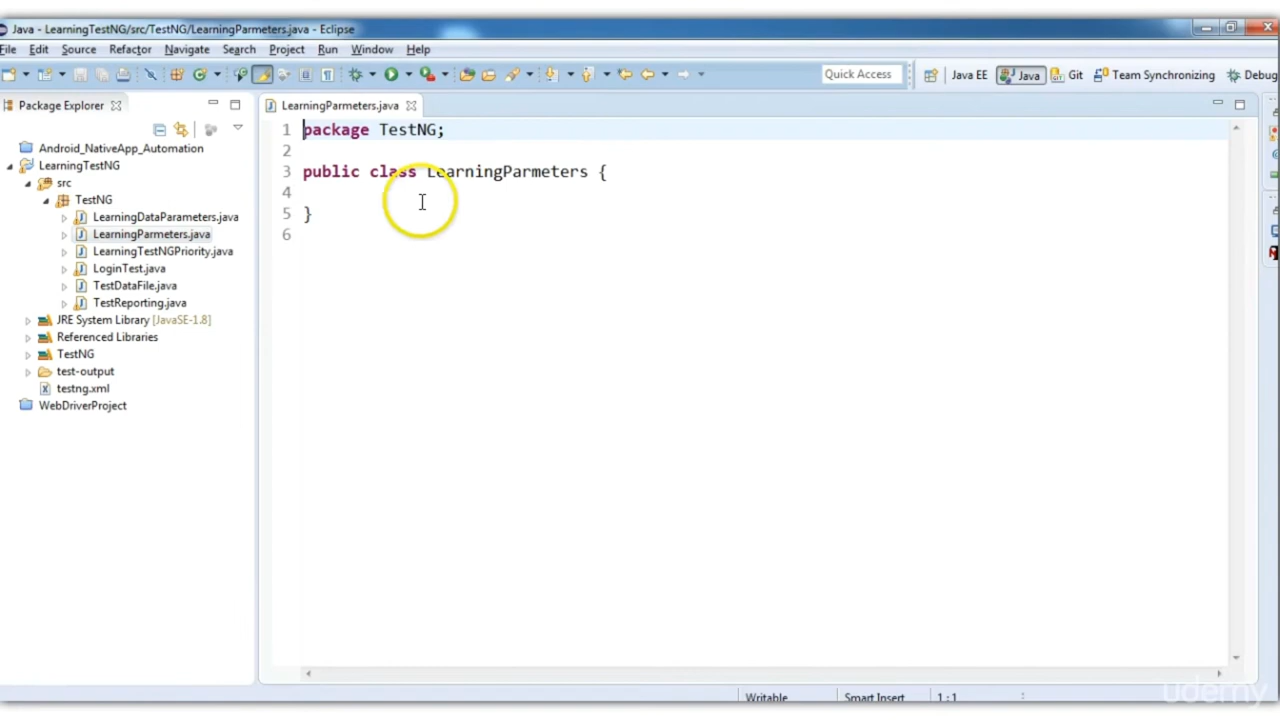 Java - LearningTestNG/src/TestNG/LearningParmeters.java - Eclipse
File Edit Source Refactor Navigate Search Project Run Window Help
Quick Access Java EE Java Git Team Synchronizing Debug
Package Explorer
LearningParmeters.java
Android_NativeApp_Automation
LearningTestNG
src
TestNG
LearningDataParameters.java
LearningParmeters.java
LearningTestNGPriority.java
LoginTest.java
TestDataFile.java
TestReporting.java
JRE System Library [JavaSE-1.8]
Referenced Libraries
TestNG
test-output
testng.xml
WebDriverProject
1 package TestNG;
2
3 public class LearningParmeters {
4
5 }
6
Writable Smart Insert 1:1
udemy